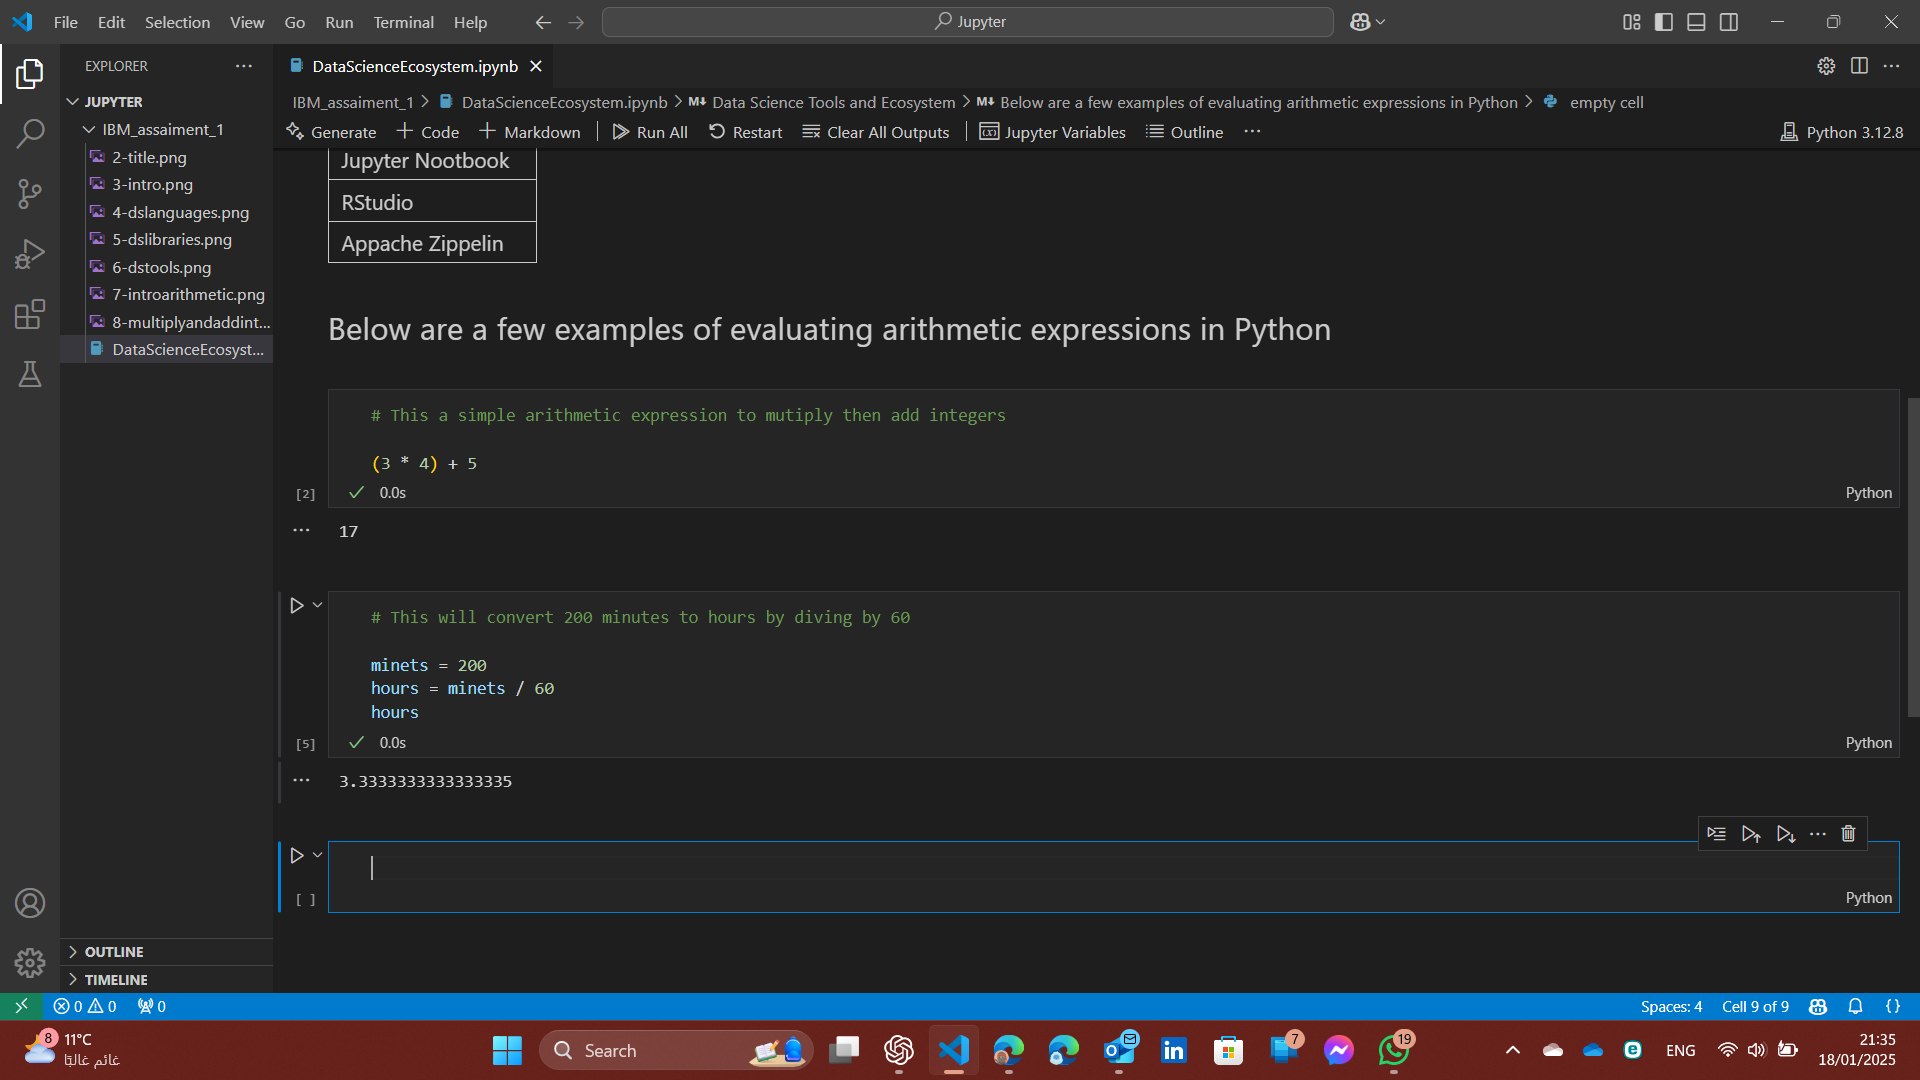 File Edit Selection View Go Run Terminal Help
Jupyter
EXPLORER
JUPYTER
IBM_assaiment_1
2-title.png
3-intro.png
4-dslanguages.png
5-dslibraries.png
6-dstools.png
7-introarithmetic.png
8-multiplyandaddint...
DataScienceEcosyst...
OUTLINE
TIMELINE
DataScienceEcosystem.ipynb
IBM_assaiment_1 > DataScienceEcosystem.ipynb > M↓ Data Science Tools and Ecosystem > M↓ Below are a few examples of evaluating arithmetic expressions in Python > empty cell
Generate + Code + Markdown Run All Restart Clear All Outputs Jupyter Variables Outline ... Python 3.12.8
Jupyter Nootbook
RStudio
Appache Zippelin
Below are a few examples of evaluating arithmetic expressions in Python
# This a simple arithmetic expression to mutiply then add integers
(3 * 4) + 5
[2] 0.0s Python
17
# This will convert 200 minutes to hours by diving by 60
minets = 200
hours = minets / 60
hours
[5] 0.0s Python
3.3333333333333335
[ ] Python
0 0 0 Spaces: 4 Cell 9 of 9 {}
8 11°C
غائم غالبًا
Search
7
19
ENG
21:35
18/01/2025